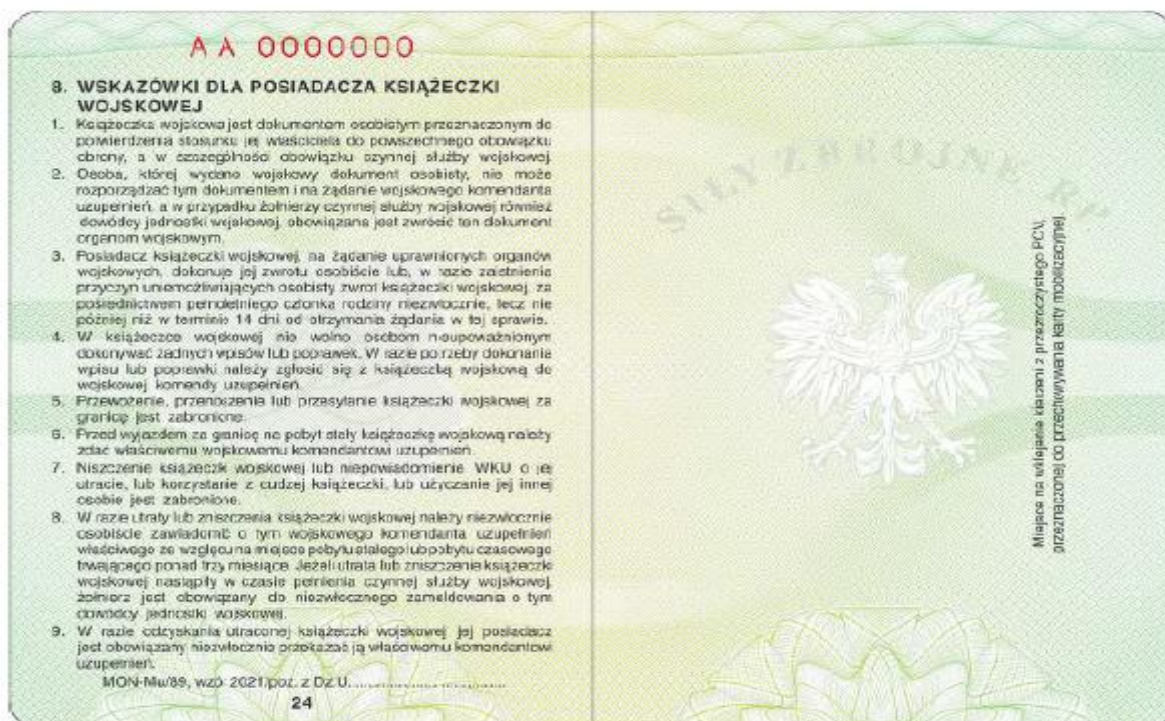 AA 0000000
8. WSKAZÓWKI DLA POSIADACZA KSIĄŻECZKI
WOJSKOWEJ
1. Książeczka wojskowa jest dokumentem osobistym przeznaczonym do
potwierdzenia stosunku jej właściciela do powszechnego obowiązku
obrony, a w szczególności obowiązku czynnej służby wojskowej.
2. Osoba, której wydano wojskowy dokument osobisty, nie może
rozporządzać tym dokumentem i na żądanie wojskowego komendanta
uzupełnień, a w przypadku żołnierzy czynnej służby wojskowej również
dowódcy jednostki wojskowej, obowiązana jest zwrócić ten dokument
organom wojskowym.
3. Posiadacz książeczki wojskowej, na żądanie uprawnionych organów
wojskowych, dokonuje jej zwrotu osobiście lub, w razie zaistnienia
przyczyn uniemożliwiających osobisty zwrot książeczki wojskowej, za
pośrednictwem pełnoletniego członka rodziny niezwłocznie, lecz nie
później niż w terminie 14 dni od otrzymania żądania w tej sprawie.
4. W książeczce wojskowej nie wolno osobom nieupoważnionym
dokonywać żadnych wpisów lub poprawek. W razie potrzeby dokonania
wpisu lub poprawki należy zgłosić się z książeczką wojskową do
wojskowej komendy uzupełnień.
5. Przewożenie, przenoszenie lub przesyłanie książeczki wojskowej za
granicę jest zabronione.
6. Przed wyjazdem za granicę na pobyt stały książeczkę wojskową należy
zdać właściwemu wojskowemu komendantowi uzupełnień.
7. Niszczenie książeczki wojskowej lub niepowiadomienie WKU o jej
utracie, lub korzystanie z cudzej książeczki, lub użyczanie jej innej
osobie jest zabronione.
8. W razie utraty lub zniszczenia książeczki wojskowej należy niezwłocznie
osobiście zawiadomić o tym wojskowego komendanta uzupełnień
właściwego ze względu na miejsce pobytu stałego lub pobytu czasowego
trwającego ponad trzy miesiące. Jeżeli utrata lub zniszczenie książeczki
wojskowej nastąpiły w czasie pełnienia czynnej służby wojskowej,
żołnierz jest obowiązany do niezwłocznego zameldowania o tym
dowódcy jednostki wojskowej.
9. W razie odzyskania utraconej książeczki wojskowej jej posiadacz
jest obowiązany niezwłocznie przekazać ją właściwemu komendantowi
uzupełnień.
MON-Mw/89, wzór 2021/poz. z Dz.U. ................................
24
SIŁY ZBROJNE RP
Miejsce na wklejenie kieszeni z przezroczystego PCV,
przeznaczonej do przechowywania karty mobilizacyjnej